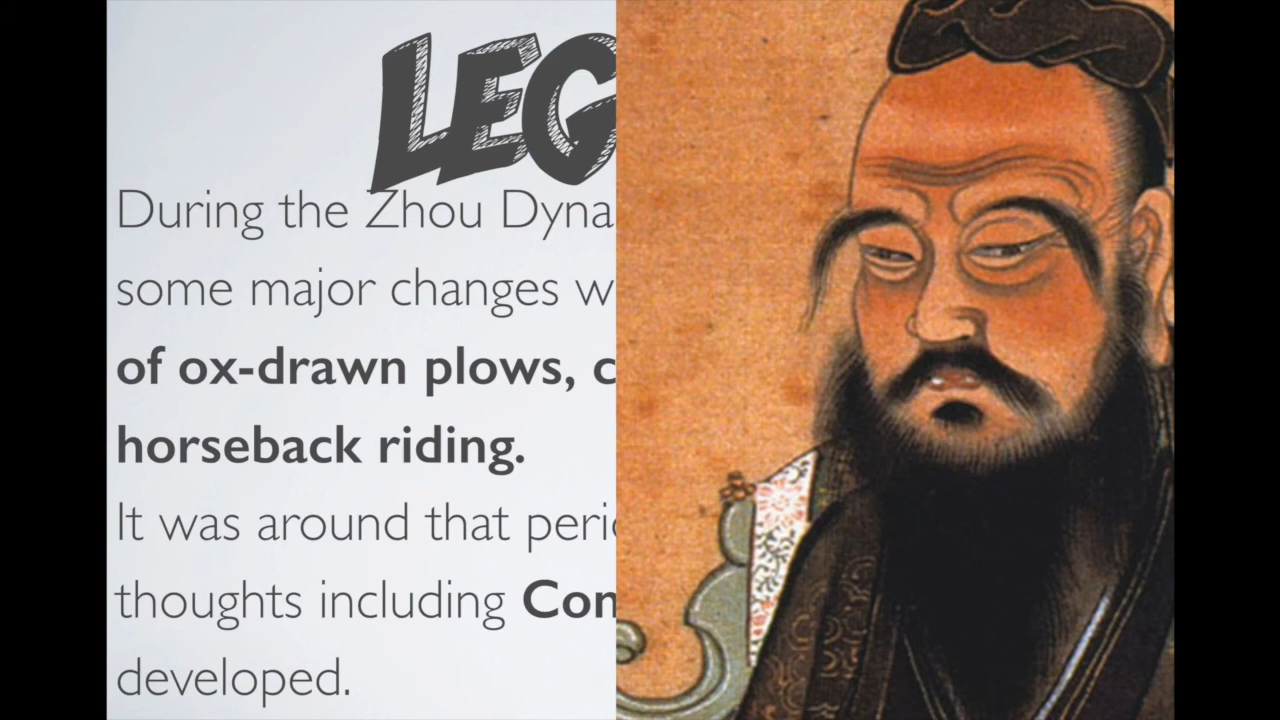 LEG
During the Zhou Dyna
some major changes w
of ox-drawn plows, c
horseback riding.
It was around that peri
thoughts including Con
developed.